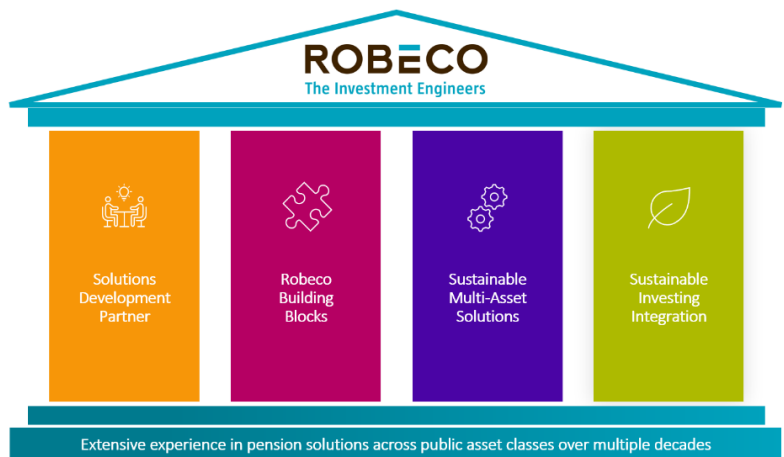 ROBECO
The Investment Engineers
Solutions
Development
Partner
Robeco
Building
Blocks
Sustainable
Multi-Asset
Solutions
Sustainable
Investing
Integration
Extensive experience in pension solutions across public asset classes over multiple decades